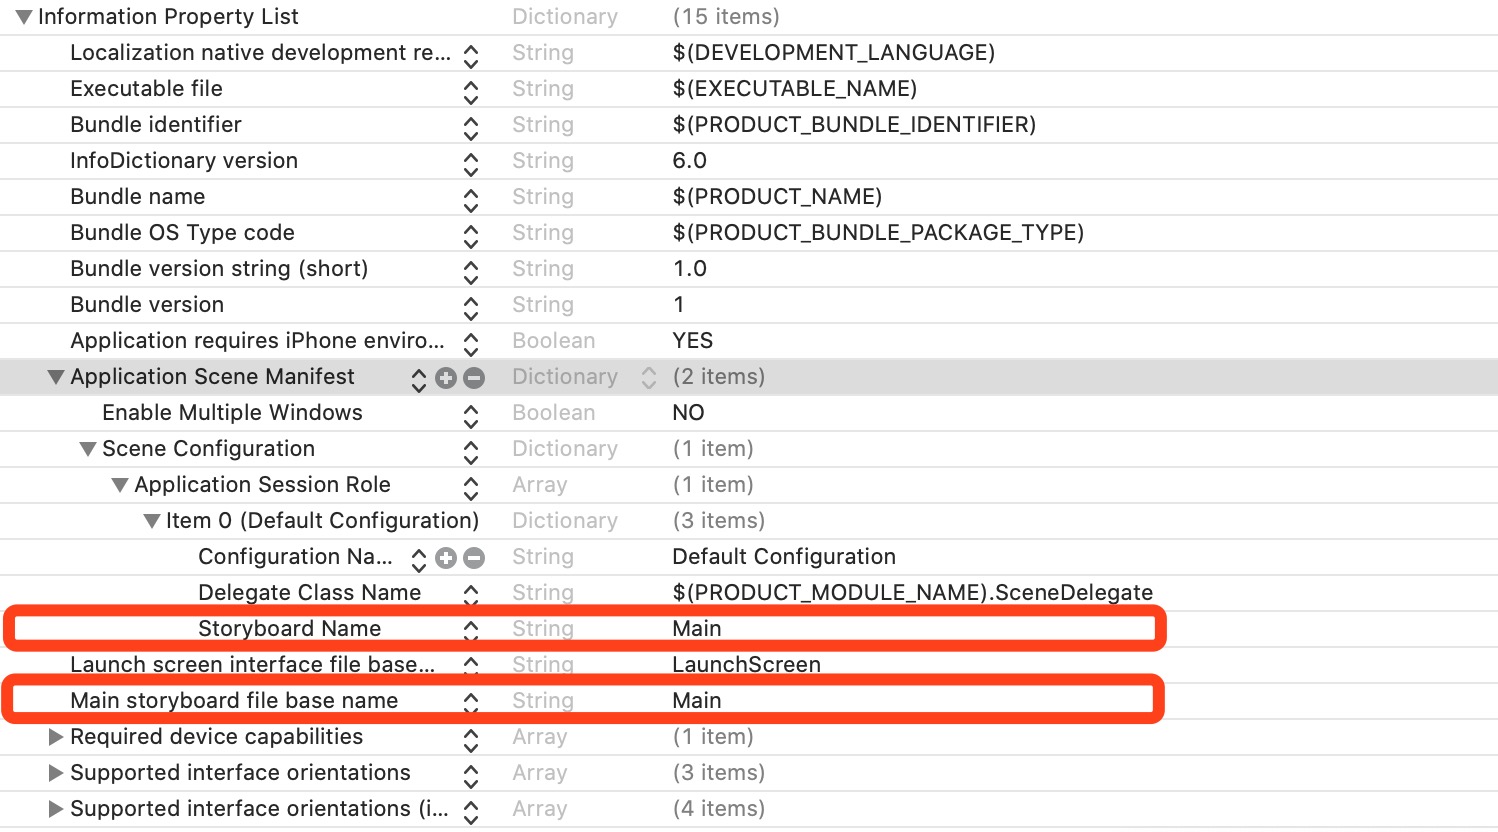 Information Property List Dictionary (15 items)
Localization native development re... String $(DEVELOPMENT_LANGUAGE)
Executable file String $(EXECUTABLE_NAME)
Bundle identifier String $(PRODUCT_BUNDLE_IDENTIFIER)
InfoDictionary version String 6.0
Bundle name String $(PRODUCT_NAME)
Bundle OS Type code String $(PRODUCT_BUNDLE_PACKAGE_TYPE)
Bundle version string (short) String 1.0
Bundle version String 1
Application requires iPhone enviro... Boolean YES
Application Scene Manifest Dictionary (2 items)
Enable Multiple Windows Boolean NO
Scene Configuration Dictionary (1 item)
Application Session Role Array (1 item)
Item 0 (Default Configuration) Dictionary (3 items)
Configuration Na... String Default Configuration
Delegate Class Name String $(PRODUCT_MODULE_NAME).SceneDelegate
Storyboard Name String Main
Launch screen interface file base... String LaunchScreen
Main storyboard file base name String Main
Required device capabilities Array (1 item)
Supported interface orientations Array (3 items)
Supported interface orientations (i... Array (4 items)